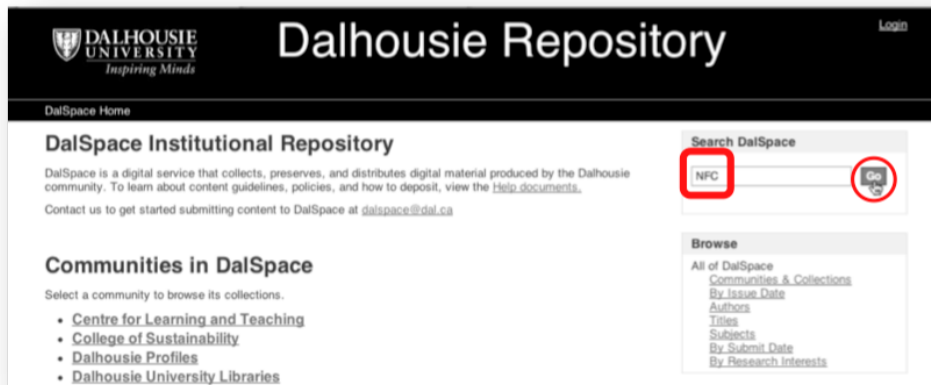 DALHOUSIE
UNIVERSITY
Inspiring Minds
Dalhousie Repository
Login
DalSpace Home
DalSpace Institutional Repository
DalSpace is a digital service that collects, preserves, and distributes digital material produced by the Dalhousie
community. To learn about content guidelines, policies, and how to deposit, view the Help documents.
Contact us to get started submitting content to DalSpace at dalspace@dal.ca
Communities in DalSpace
Select a community to browse its collections.
• Centre for Learning and Teaching
• College of Sustainability
• Dalhousie Profiles
• Dalhousie University Libraries
Search DalSpace
NFC
Go
Browse
All of DalSpace
Communities & Collections
By Issue Date
Authors
Titles
Subjects
By Submit Date
By Research Interests